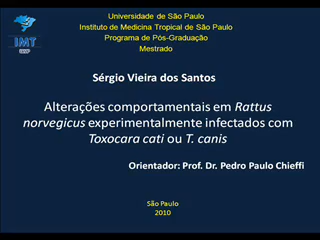 Universidade de São Paulo
Instituto de Medicina Tropical de São Paulo
Programa de Pós-Graduação
Mestrado
IMT
USP
Sérgio Vieira dos Santos
Alterações comportamentais em Rattus
norvegicus experimentalmente infectados com
Toxocara cati ou T. canis
Orientador: Prof. Dr. Pedro Paulo Chieffi
São Paulo
2010